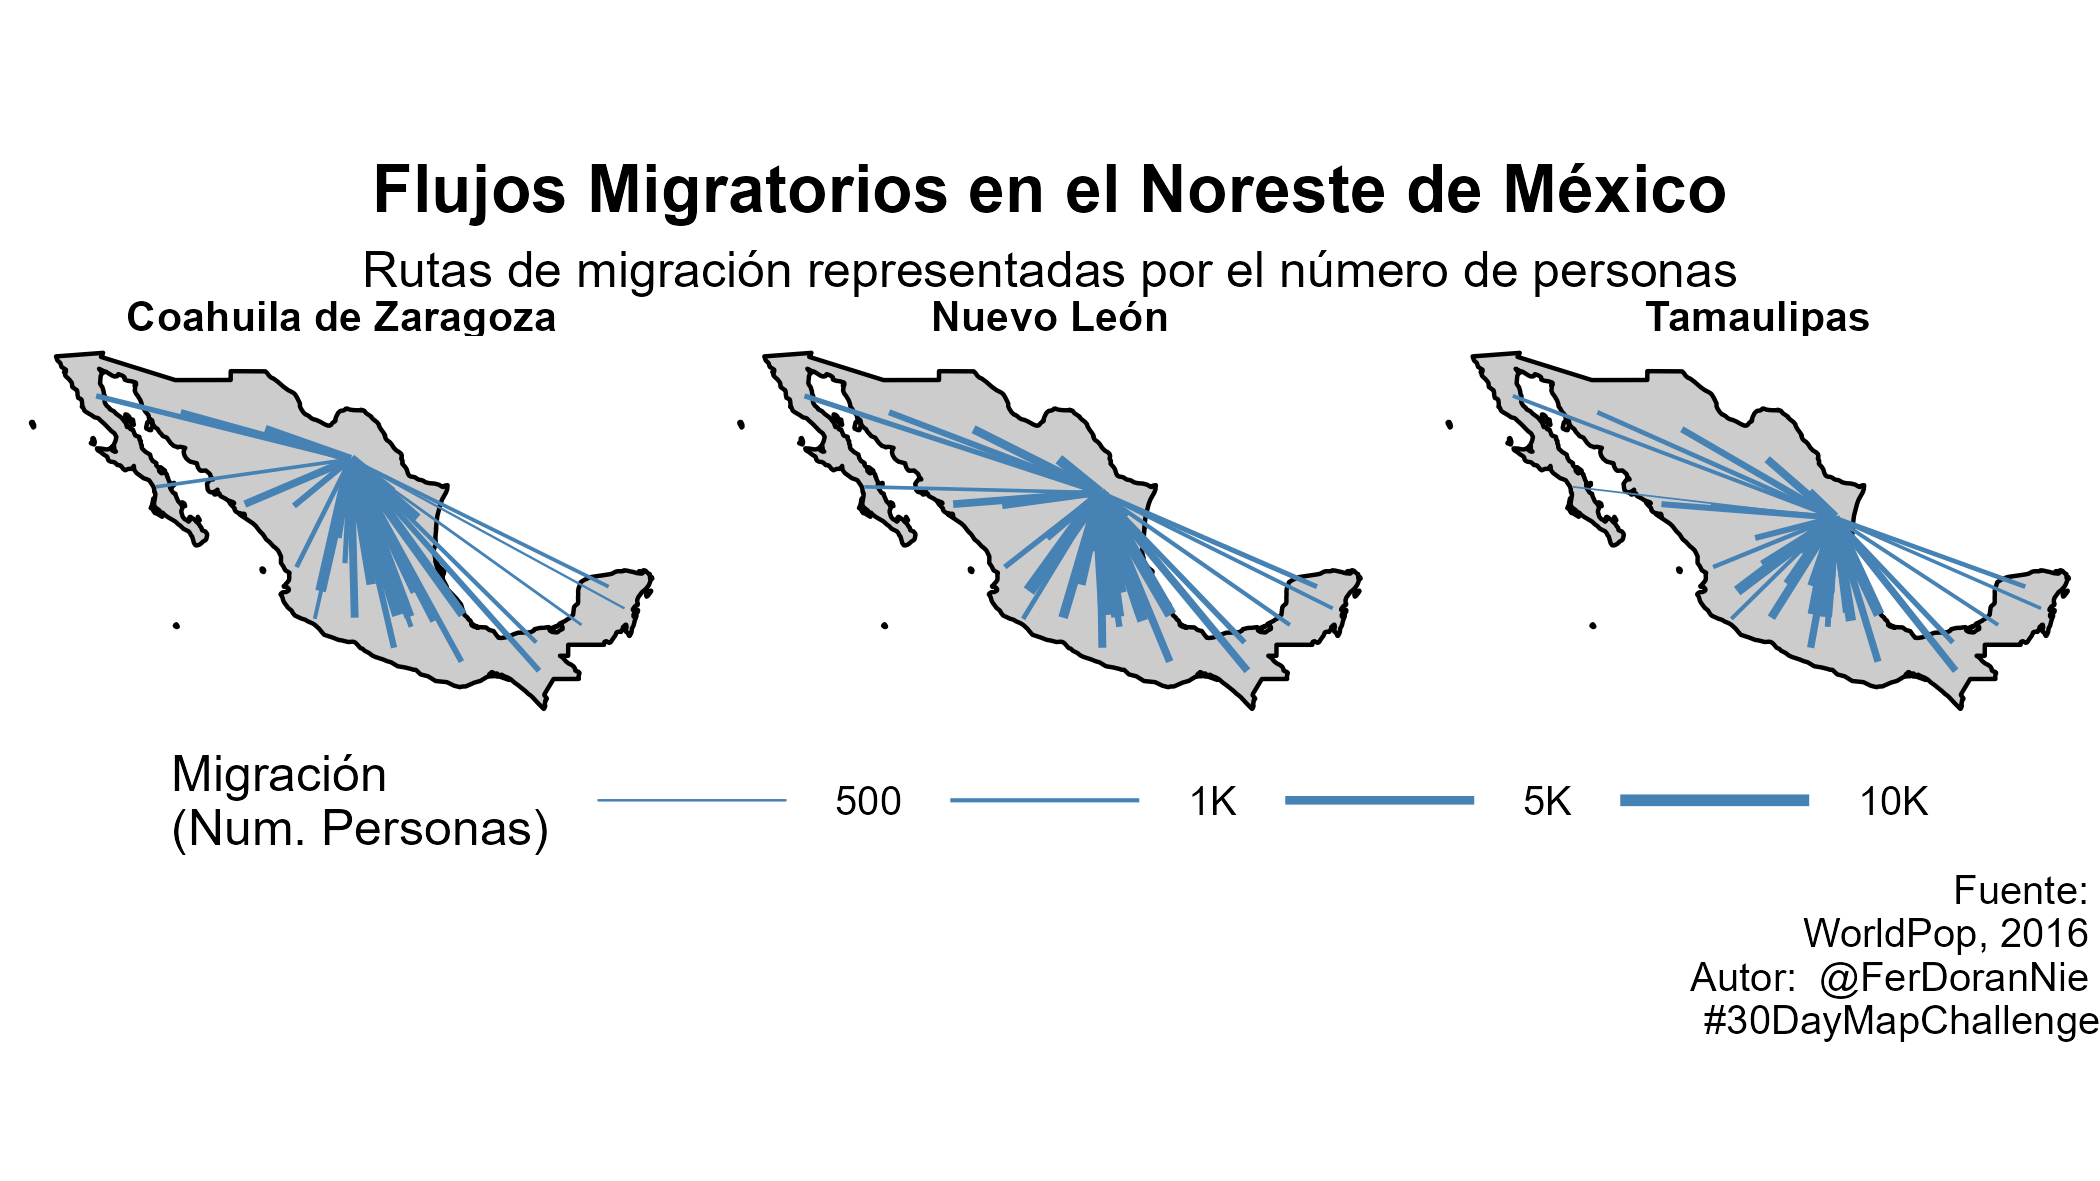 Flujos Migratorios en el Noreste de México
Rutas de migración representadas por el número de personas
Coahuila de Zaragoza
Nuevo León
Tamaulipas
Migración
(Num. Personas)
500
1K
5K
10K
Fuente:
WorldPop, 2016
Autor:  @FerDoranNie
#30DayMapChallenge